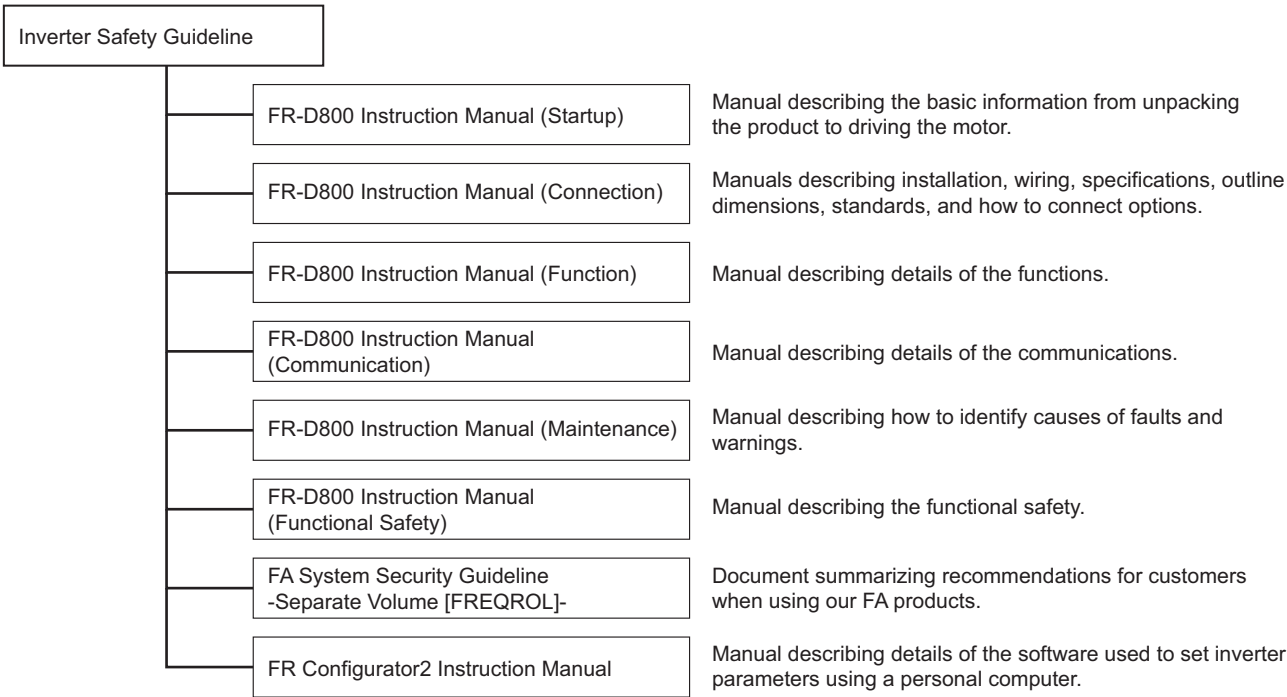 Inverter Safety Guideline
FR-D800 Instruction Manual (Startup)
Manual describing the basic information from unpacking
the product to driving the motor.
FR-D800 Instruction Manual (Connection)
Manuals describing installation, wiring, specifications, outline
dimensions, standards, and how to connect options.
FR-D800 Instruction Manual (Function)
Manual describing details of the functions.
FR-D800 Instruction Manual
(Communication)
Manual describing details of the communications.
FR-D800 Instruction Manual (Maintenance)
Manual describing how to identify causes of faults and
warnings.
FR-D800 Instruction Manual
(Functional Safety)
Manual describing the functional safety.
FA System Security Guideline
-Separate Volume [FREQROL]-
Document summarizing recommendations for customers
when using our FA products.
FR Configurator2 Instruction Manual
Manual describing details of the software used to set inverter
parameters using a personal computer.